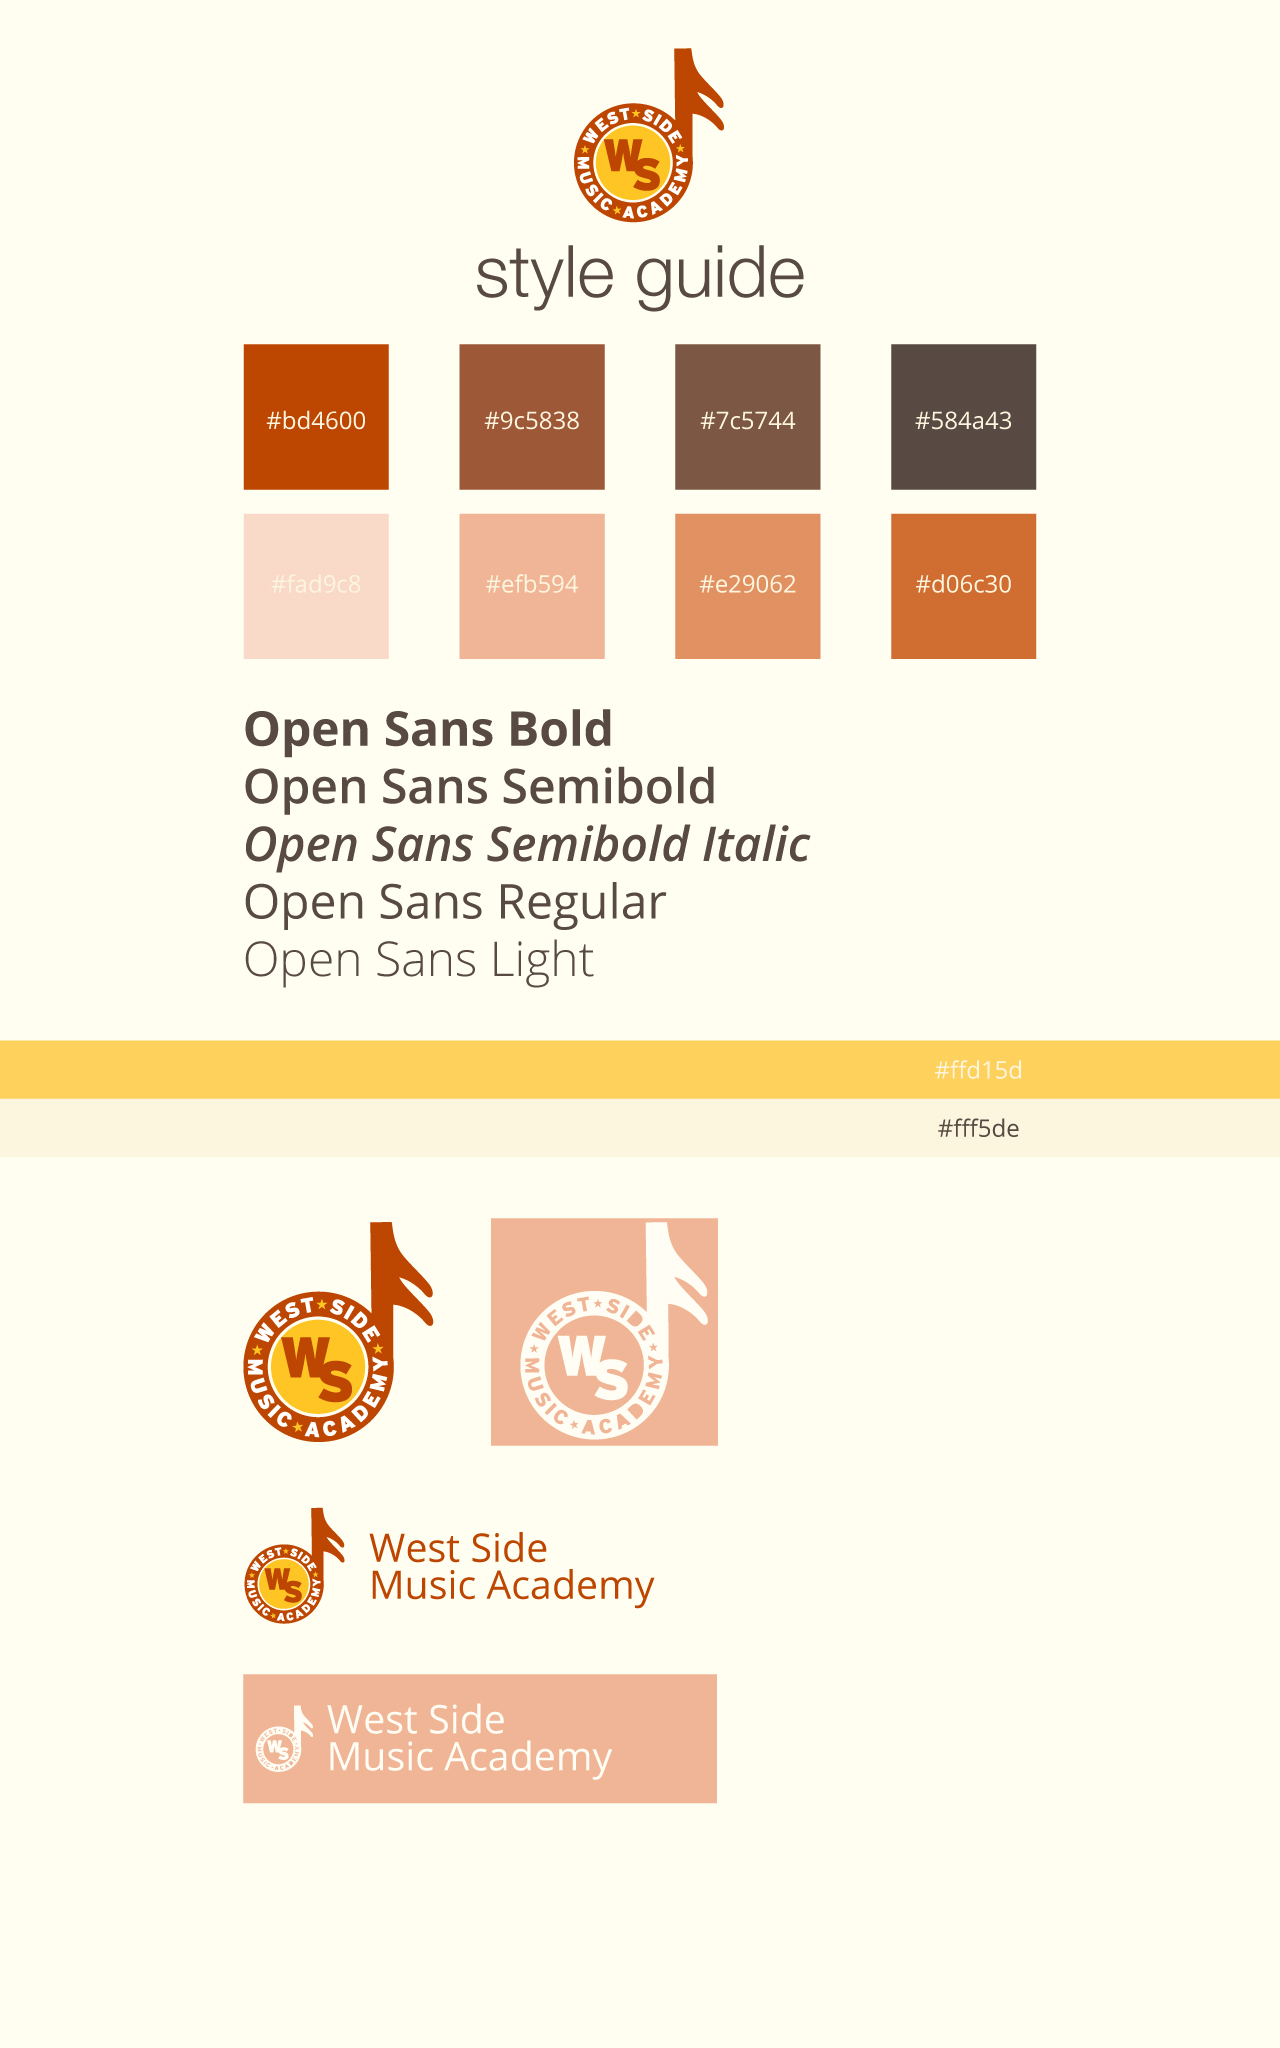 WEST SIDE
WS
MUSIC ACADEMY
style guide
#bd4600 #9c5838 #7c5744 #584a43
#fad9c8 #efb594 #e29062 #d06c30
Open Sans Bold
Open Sans Semibold
Open Sans Semibold Italic
Open Sans Regular
Open Sans Light
#ffd15d
#fff5de
WEST SIDE
WS
MUSIC ACADEMY
WEST SIDE
WS
MUSIC ACADEMY
WEST SIDE
WS
MUSIC ACADEMY
West Side
Music Academy
WEST SIDE
WS
MUSIC ACADEMY
West Side
Music Academy